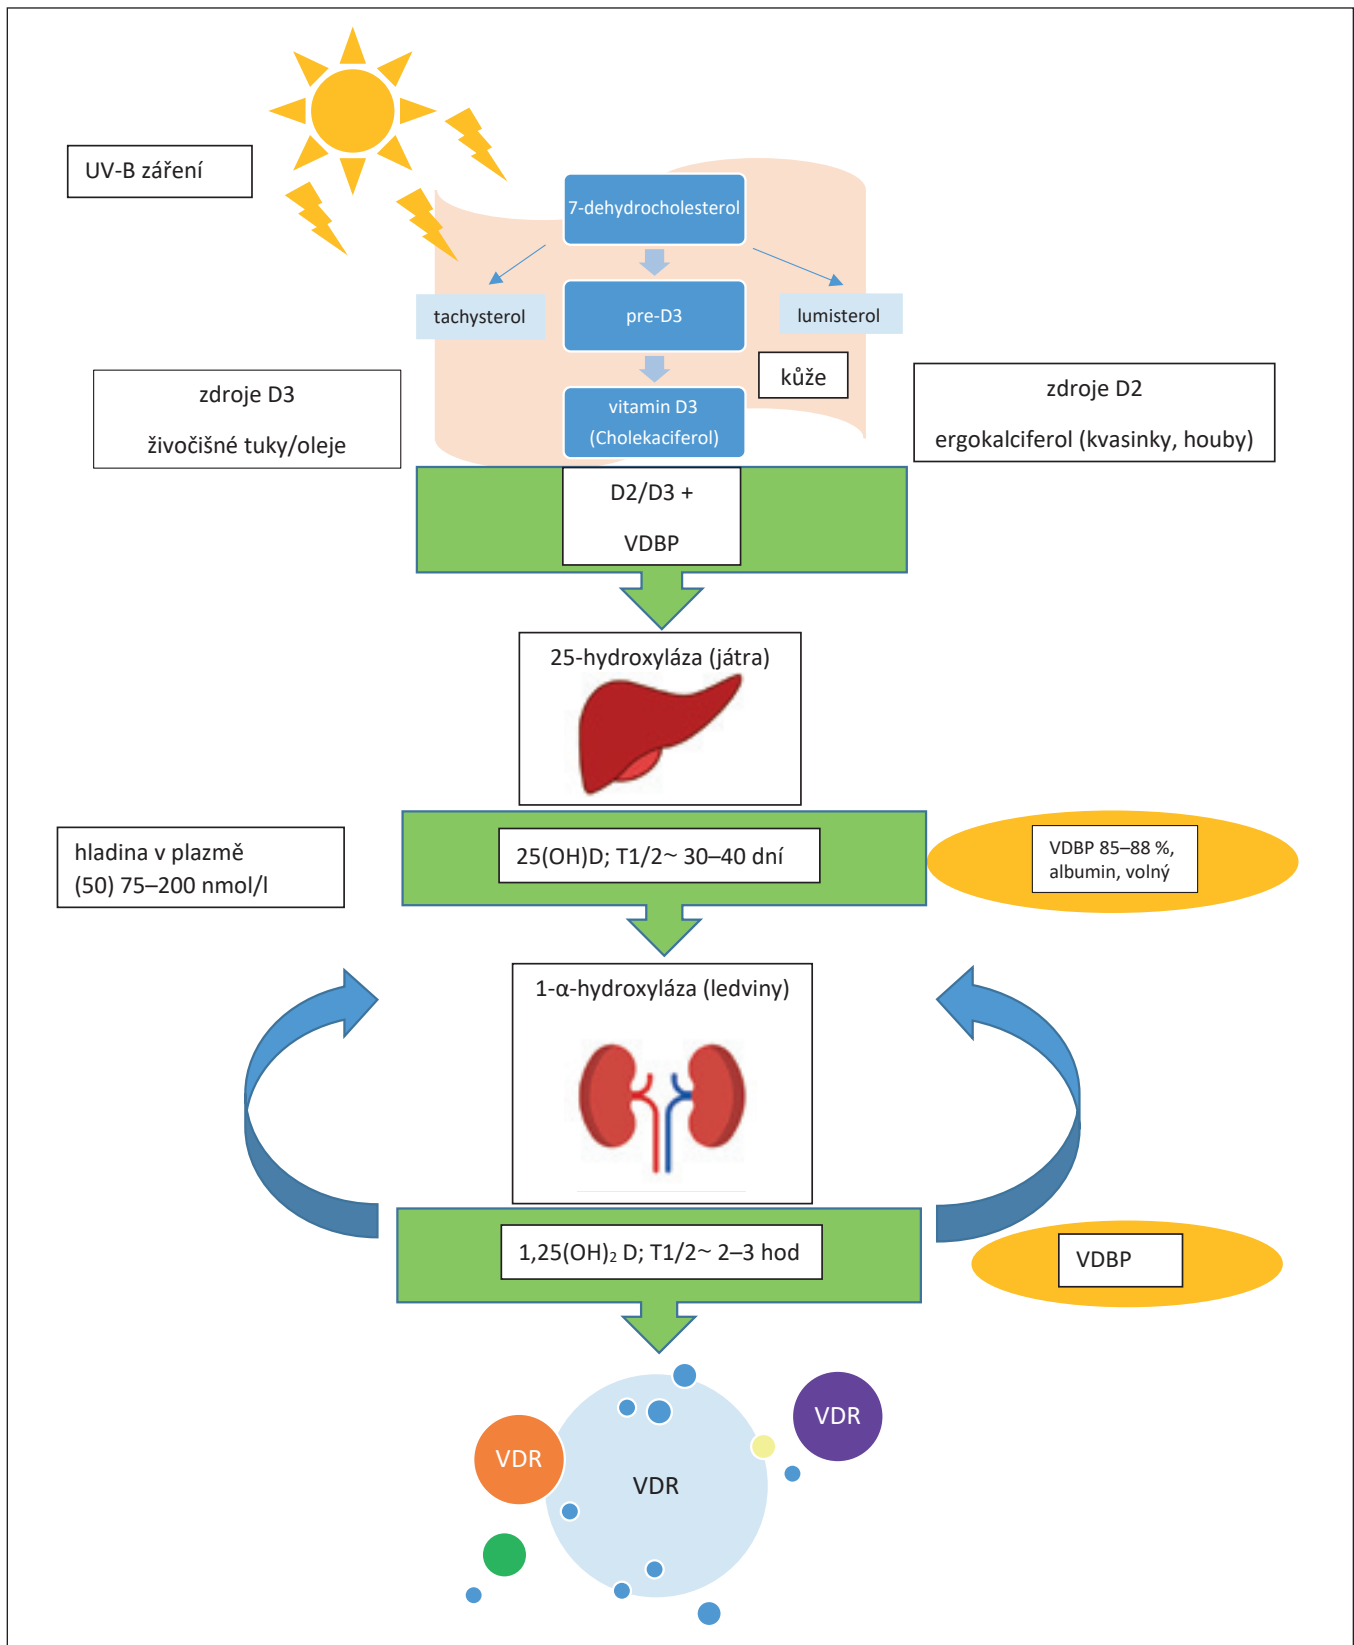 UV-B záření
7-dehydrocholesterol
tachysterol
pre-D3
lumisterol
kůže
zdroje D3
živočišné tuky/oleje
vitamin D3
(Cholekaciferol)
zdroje D2
ergokalciferol (kvasinky, houby)
D2/D3 +
VDBP
25-hydroxyláza (játra)
hladina v plazmě
(50) 75–200 nmol/l
25(OH)D; T1/2~ 30–40 dní
VDBP 85–88 %,
albumin, volný
1-α-hydroxyláza (ledviny)
1,25(OH)₂ D; T1/2~ 2–3 hod
VDBP
VDR
VDR
VDR